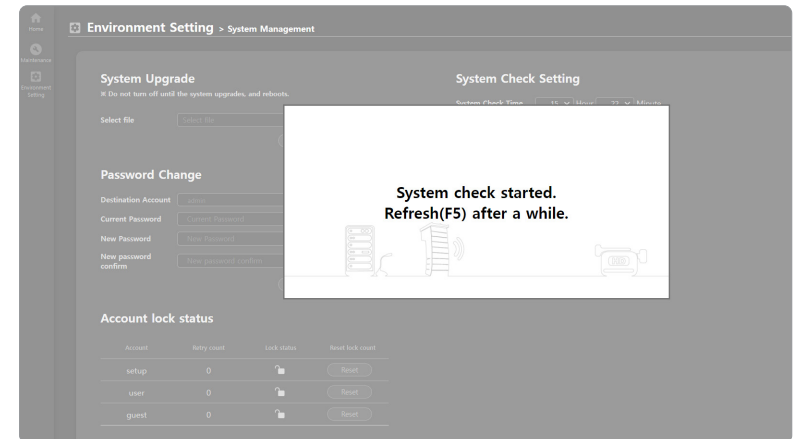 Home
Maintenance
Environment
Setting
Environment Setting > System Management
System Upgrade
※ Do not turn off until the system upgrades, and reboots.
Select file Select file
Password Change
Destination Account admin
Current Password Current Password
New Password New Password
New password
confirm New password confirm
Account lock status
Account Retry count Lock status Reset lock count
setup 0 Reset
user 0 Reset
guest 0 Reset
System Check Setting
System Check Time 15 Hour 23 Minute
System check started.
Refresh(F5) after a while.